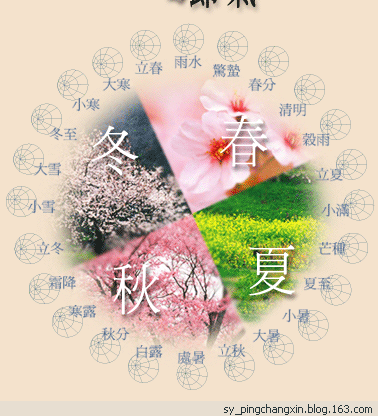 節氣
立春
雨水
驚蟄
春分
清明
穀雨
立夏
小滿
芒種
夏至
小暑
大暑
立秋
處暑
白露
秋分
寒露
霜降
立冬
小雪
大雪
冬至
小寒
大寒
春
夏
秋
冬
sy_pingchangxin.blog.163.com